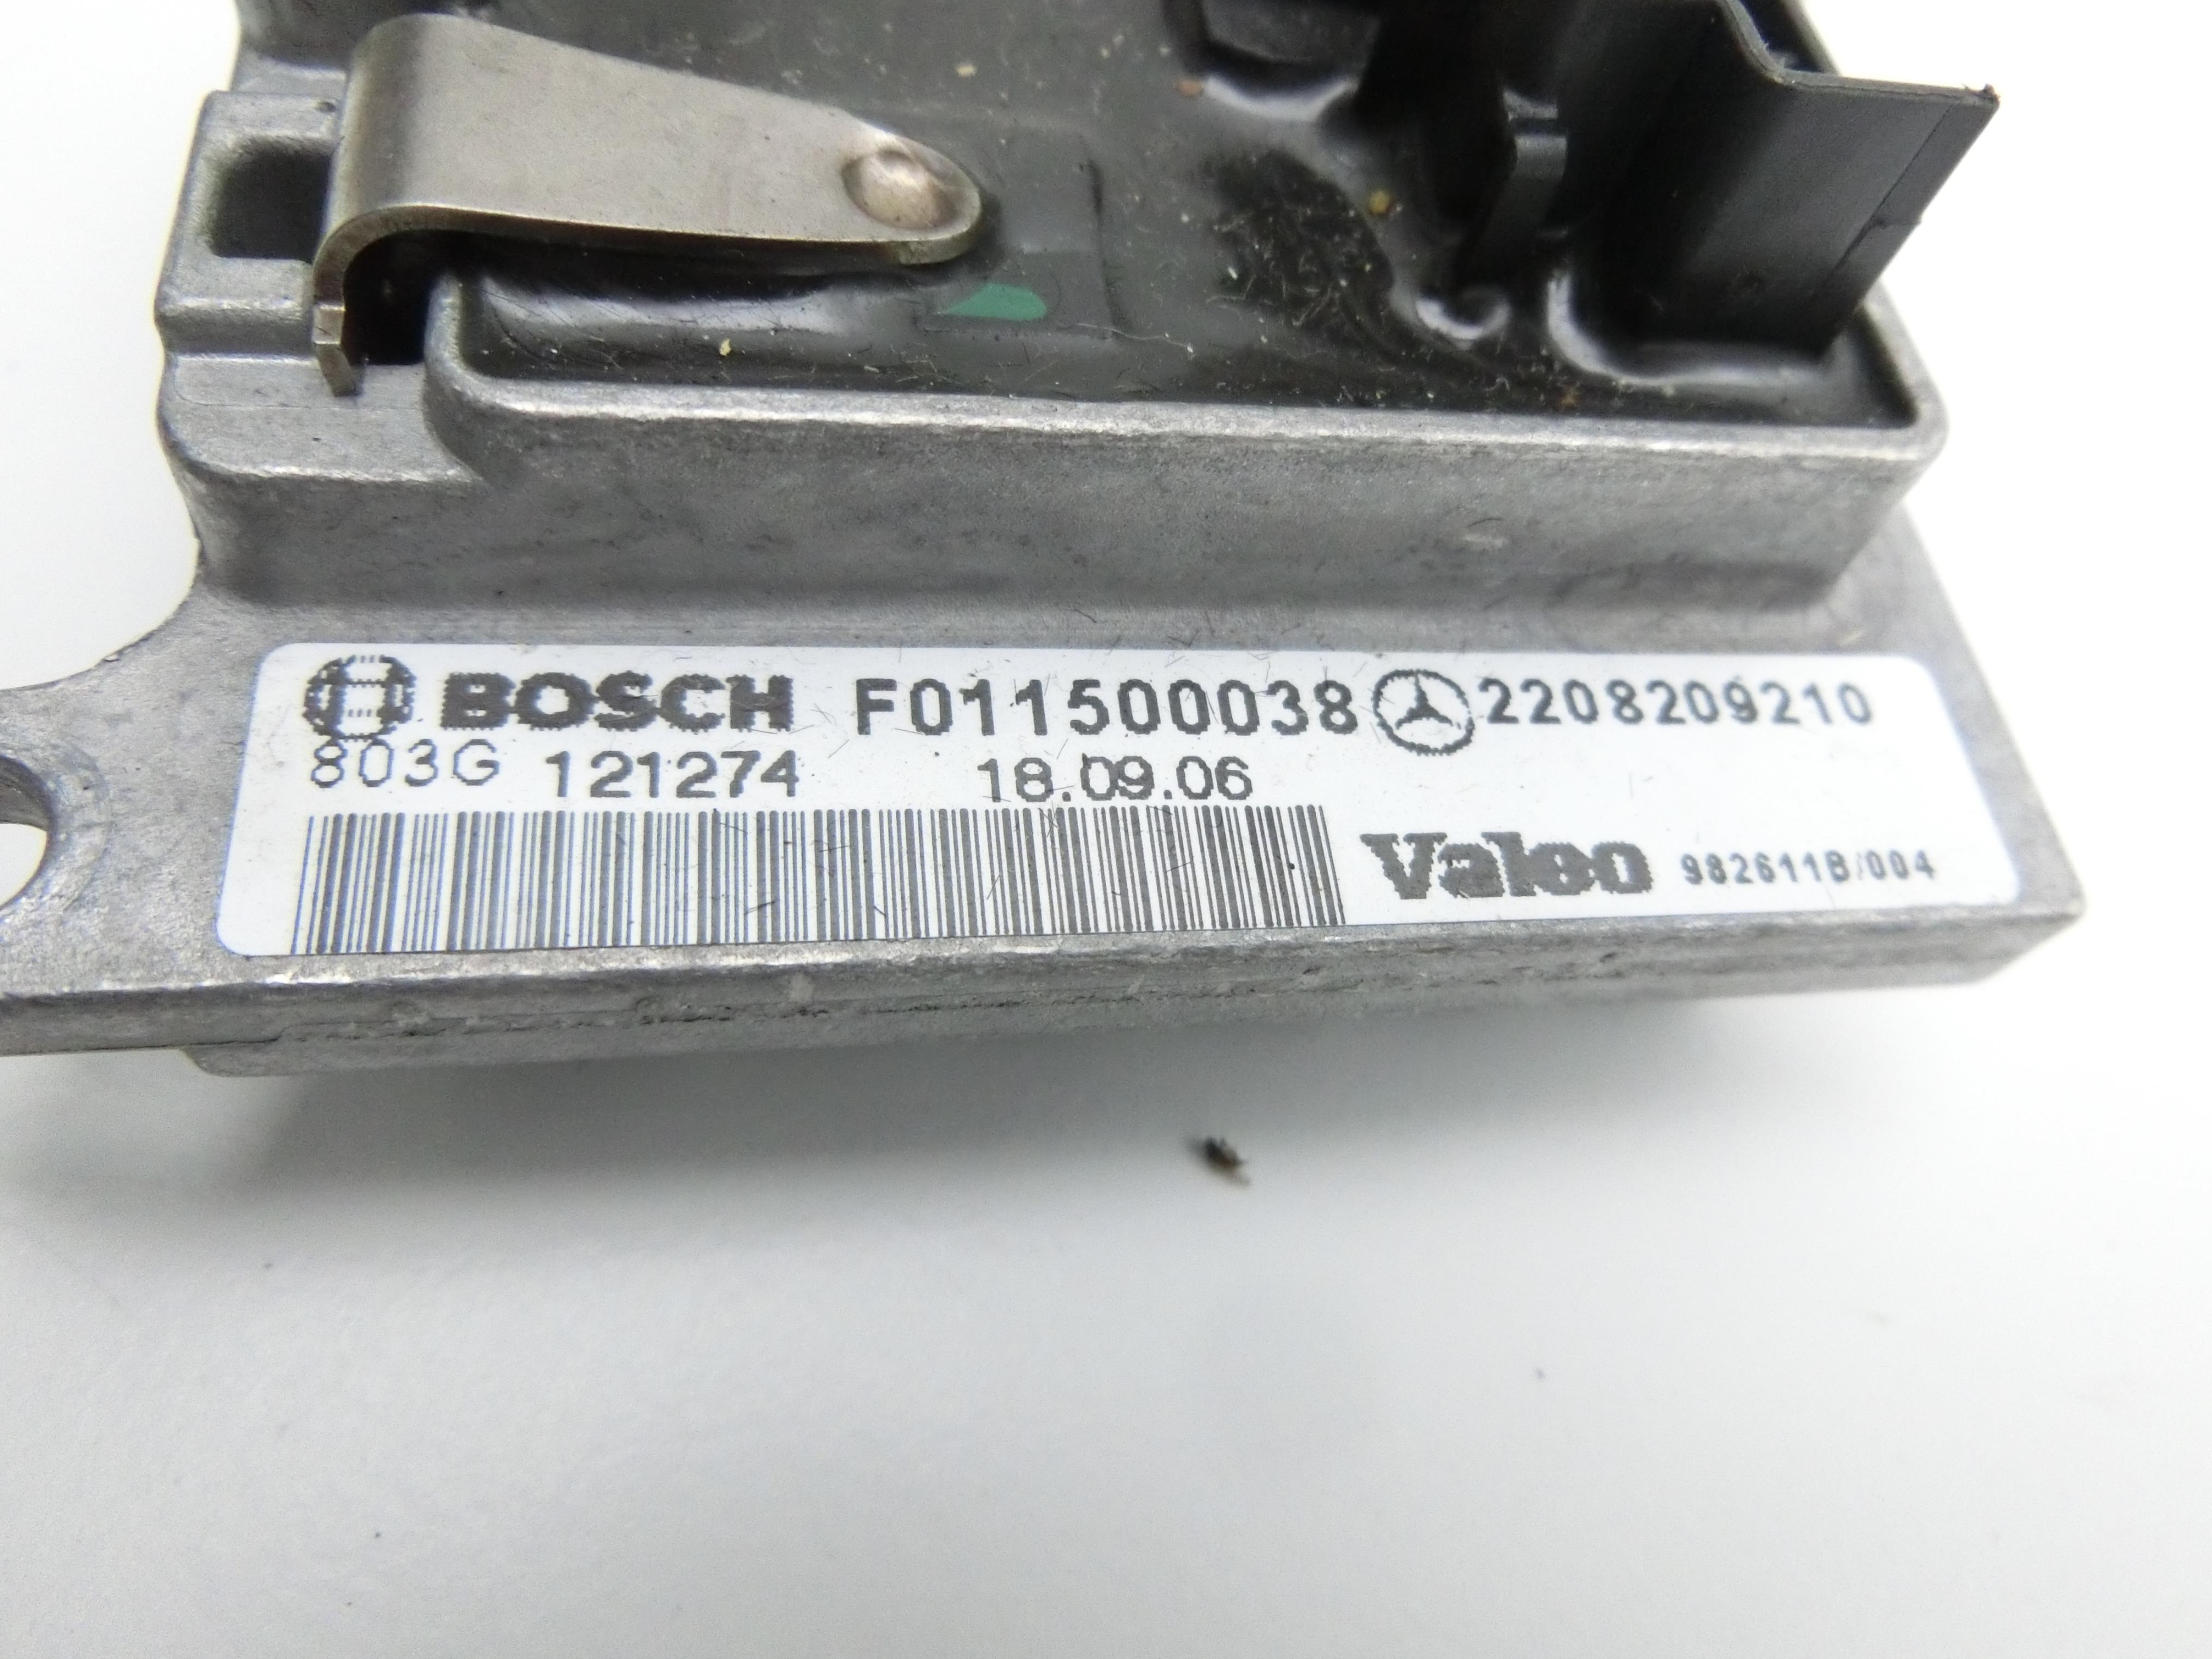 BOSCH F011500038 2208209210
803G 121274 18.09.06
Valeo 982611B/004